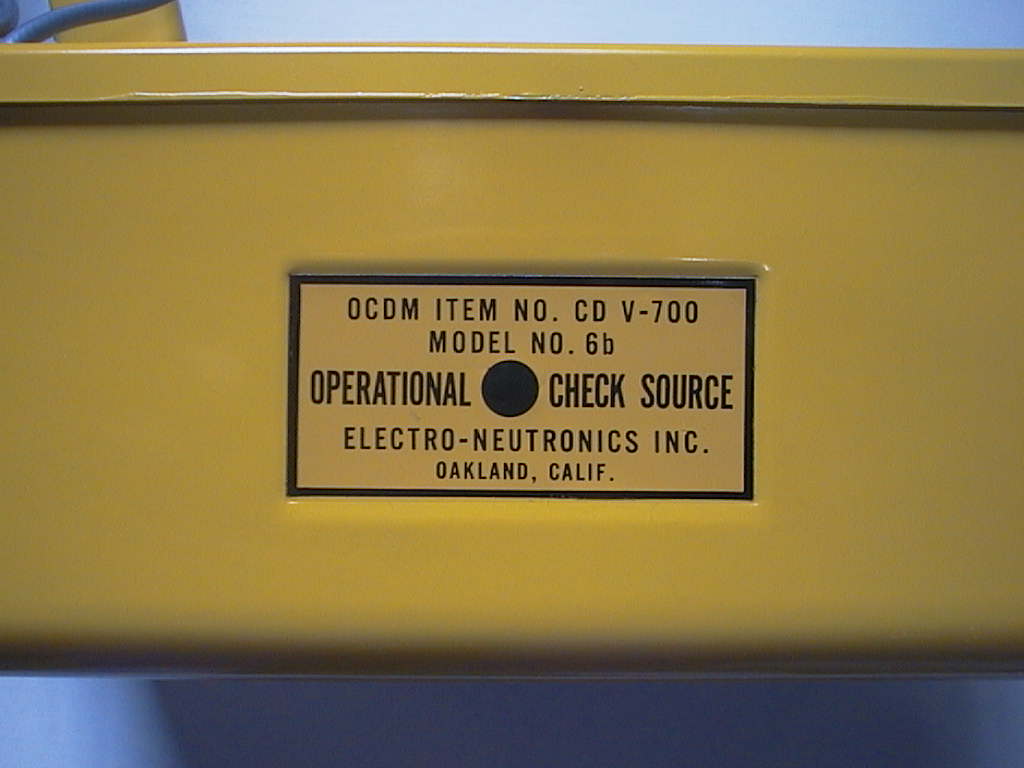 OCDM ITEM NO. CD V-700
MODEL NO. 6b
OPERATIONAL CHECK SOURCE
ELECTRO-NEUTRONICS INC.
OAKLAND, CALIF.